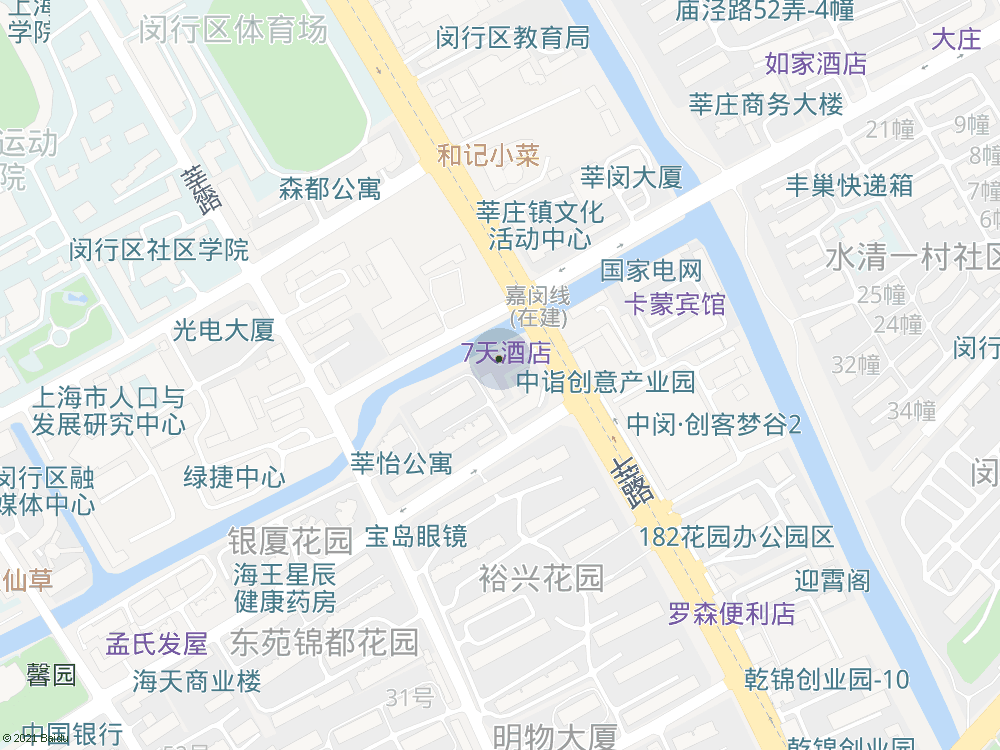 上海
学院
闵行区体育场
闵行区教育局
庙泾路52弄-4幢
大庄
如家酒店
莘庄商务大楼
21幢
9幢
8幢
7幢
6幢
运动
院
和记小菜
莘闵大厦
丰巢快递箱
森都公寓
莘路
莘庄镇文化
活动中心
闵行区社区学院
国家电网
水清一村社区
卡蒙宾馆
嘉闵线
(在建)
25幢
24幢
光电大厦
7天酒店
32幢
闵行
中诣创意产业园
上海市人口与
发展研究中心
34幢
中闵·创客梦谷2
莘怡公寓
绿捷中心
闵行区融
媒体中心
莘路
闵
银厦花园
宝岛眼镜
182花园办公园区
仙草
海王星辰
健康药房
裕兴花园
迎霄阁
罗森便利店
孟氏发屋
东苑锦都花园
馨园
海天商业楼
31号
乾锦创业园-10
中国银行
明物大厦
乾锦创业园
© 2021 Baidu